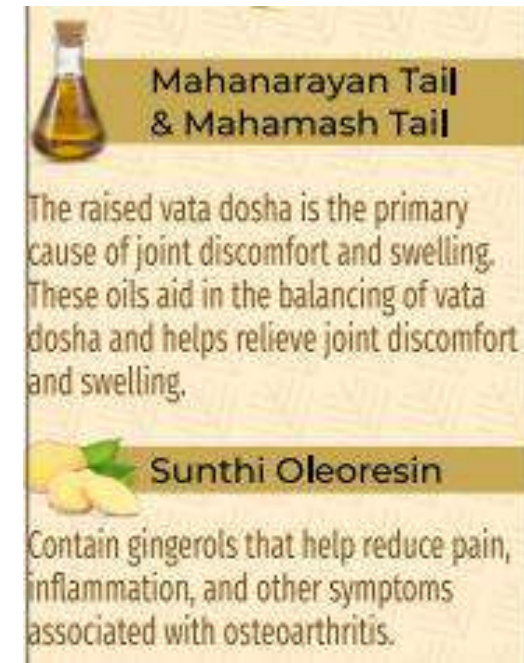 Mahanarayan Tail
& Mahamash Tail
The raised vata dosha is the primary
cause of joint discomfort and swelling.
These oils aid in the balancing of vata
dosha and helps relieve joint discomfort
and swelling.
Sunthi Oleoresin
Contain gingerols that help reduce pain,
inflammation, and other symptoms
associated with osteoarthritis.